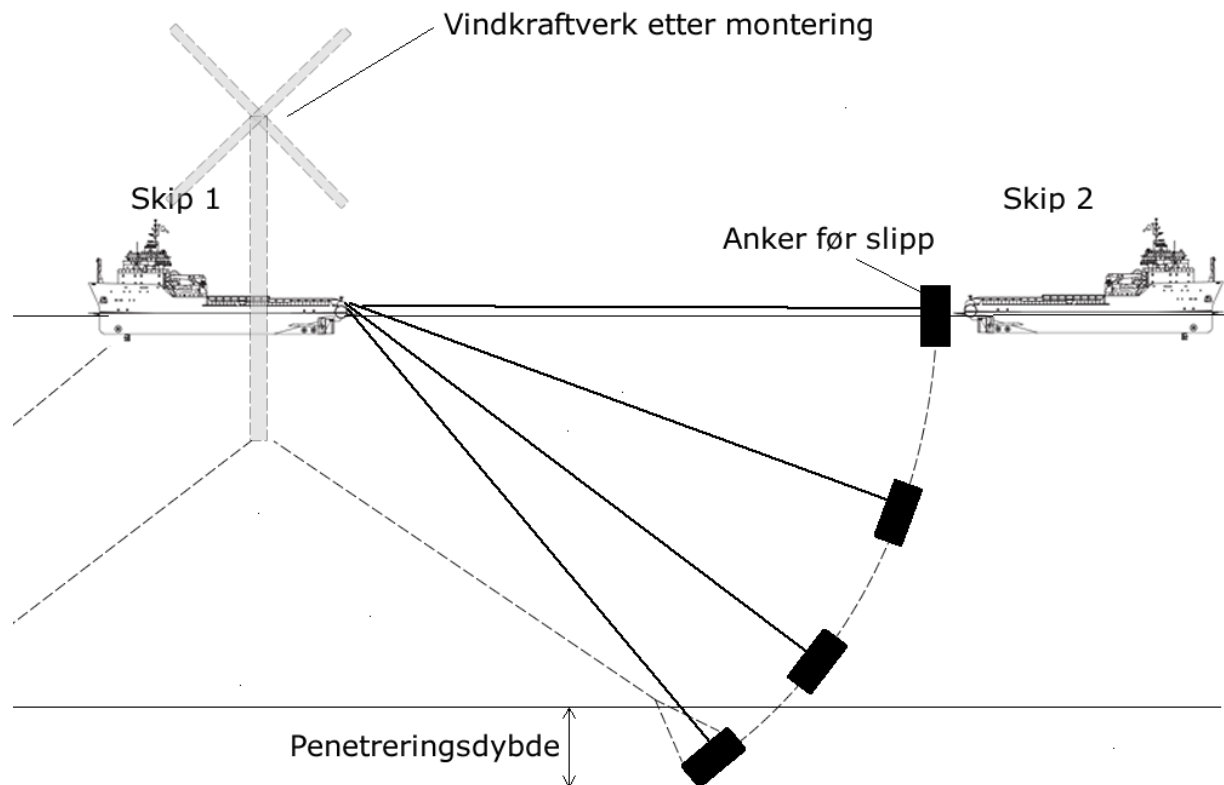 Vindkraftverk etter montering
Skip 1
Skip 2
Anker før slipp
Penetreringsdybde